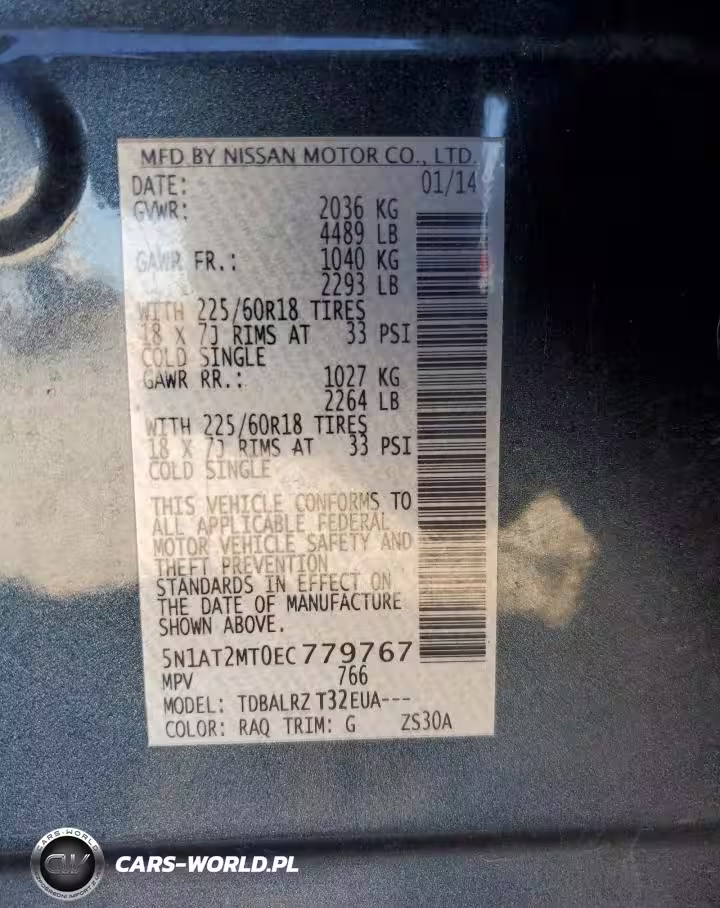 MFD BY NISSAN MOTOR CO., LTD.
DATE: 01/14
GVWR: 2036 KG
4489 LB
GAWR FR.: 1040 KG
2293 LB
WITH 225/60R18 TIRES
18 X 7J RIMS AT 33 PSI
COLD SINGLE
GAWR RR.: 1027 KG
2264 LB
WITH 225/60R18 TIRES
18 X 7J RIMS AT 33 PSI
COLD SINGLE
THIS VEHICLE CONFORMS TO
ALL APPLICABLE FEDERAL
MOTOR VEHICLE SAFETY AND
THEFT PREVENTION
STANDARDS IN EFFECT ON
THE DATE OF MANUFACTURE
SHOWN ABOVE.
5N1AT2MT0EC779767
MPV 766
MODEL: TDBALRZ T32EUA---
COLOR: RAQ TRIM: G ZS30A
CARS-WORLD
CW
CARS-WORLD.PL